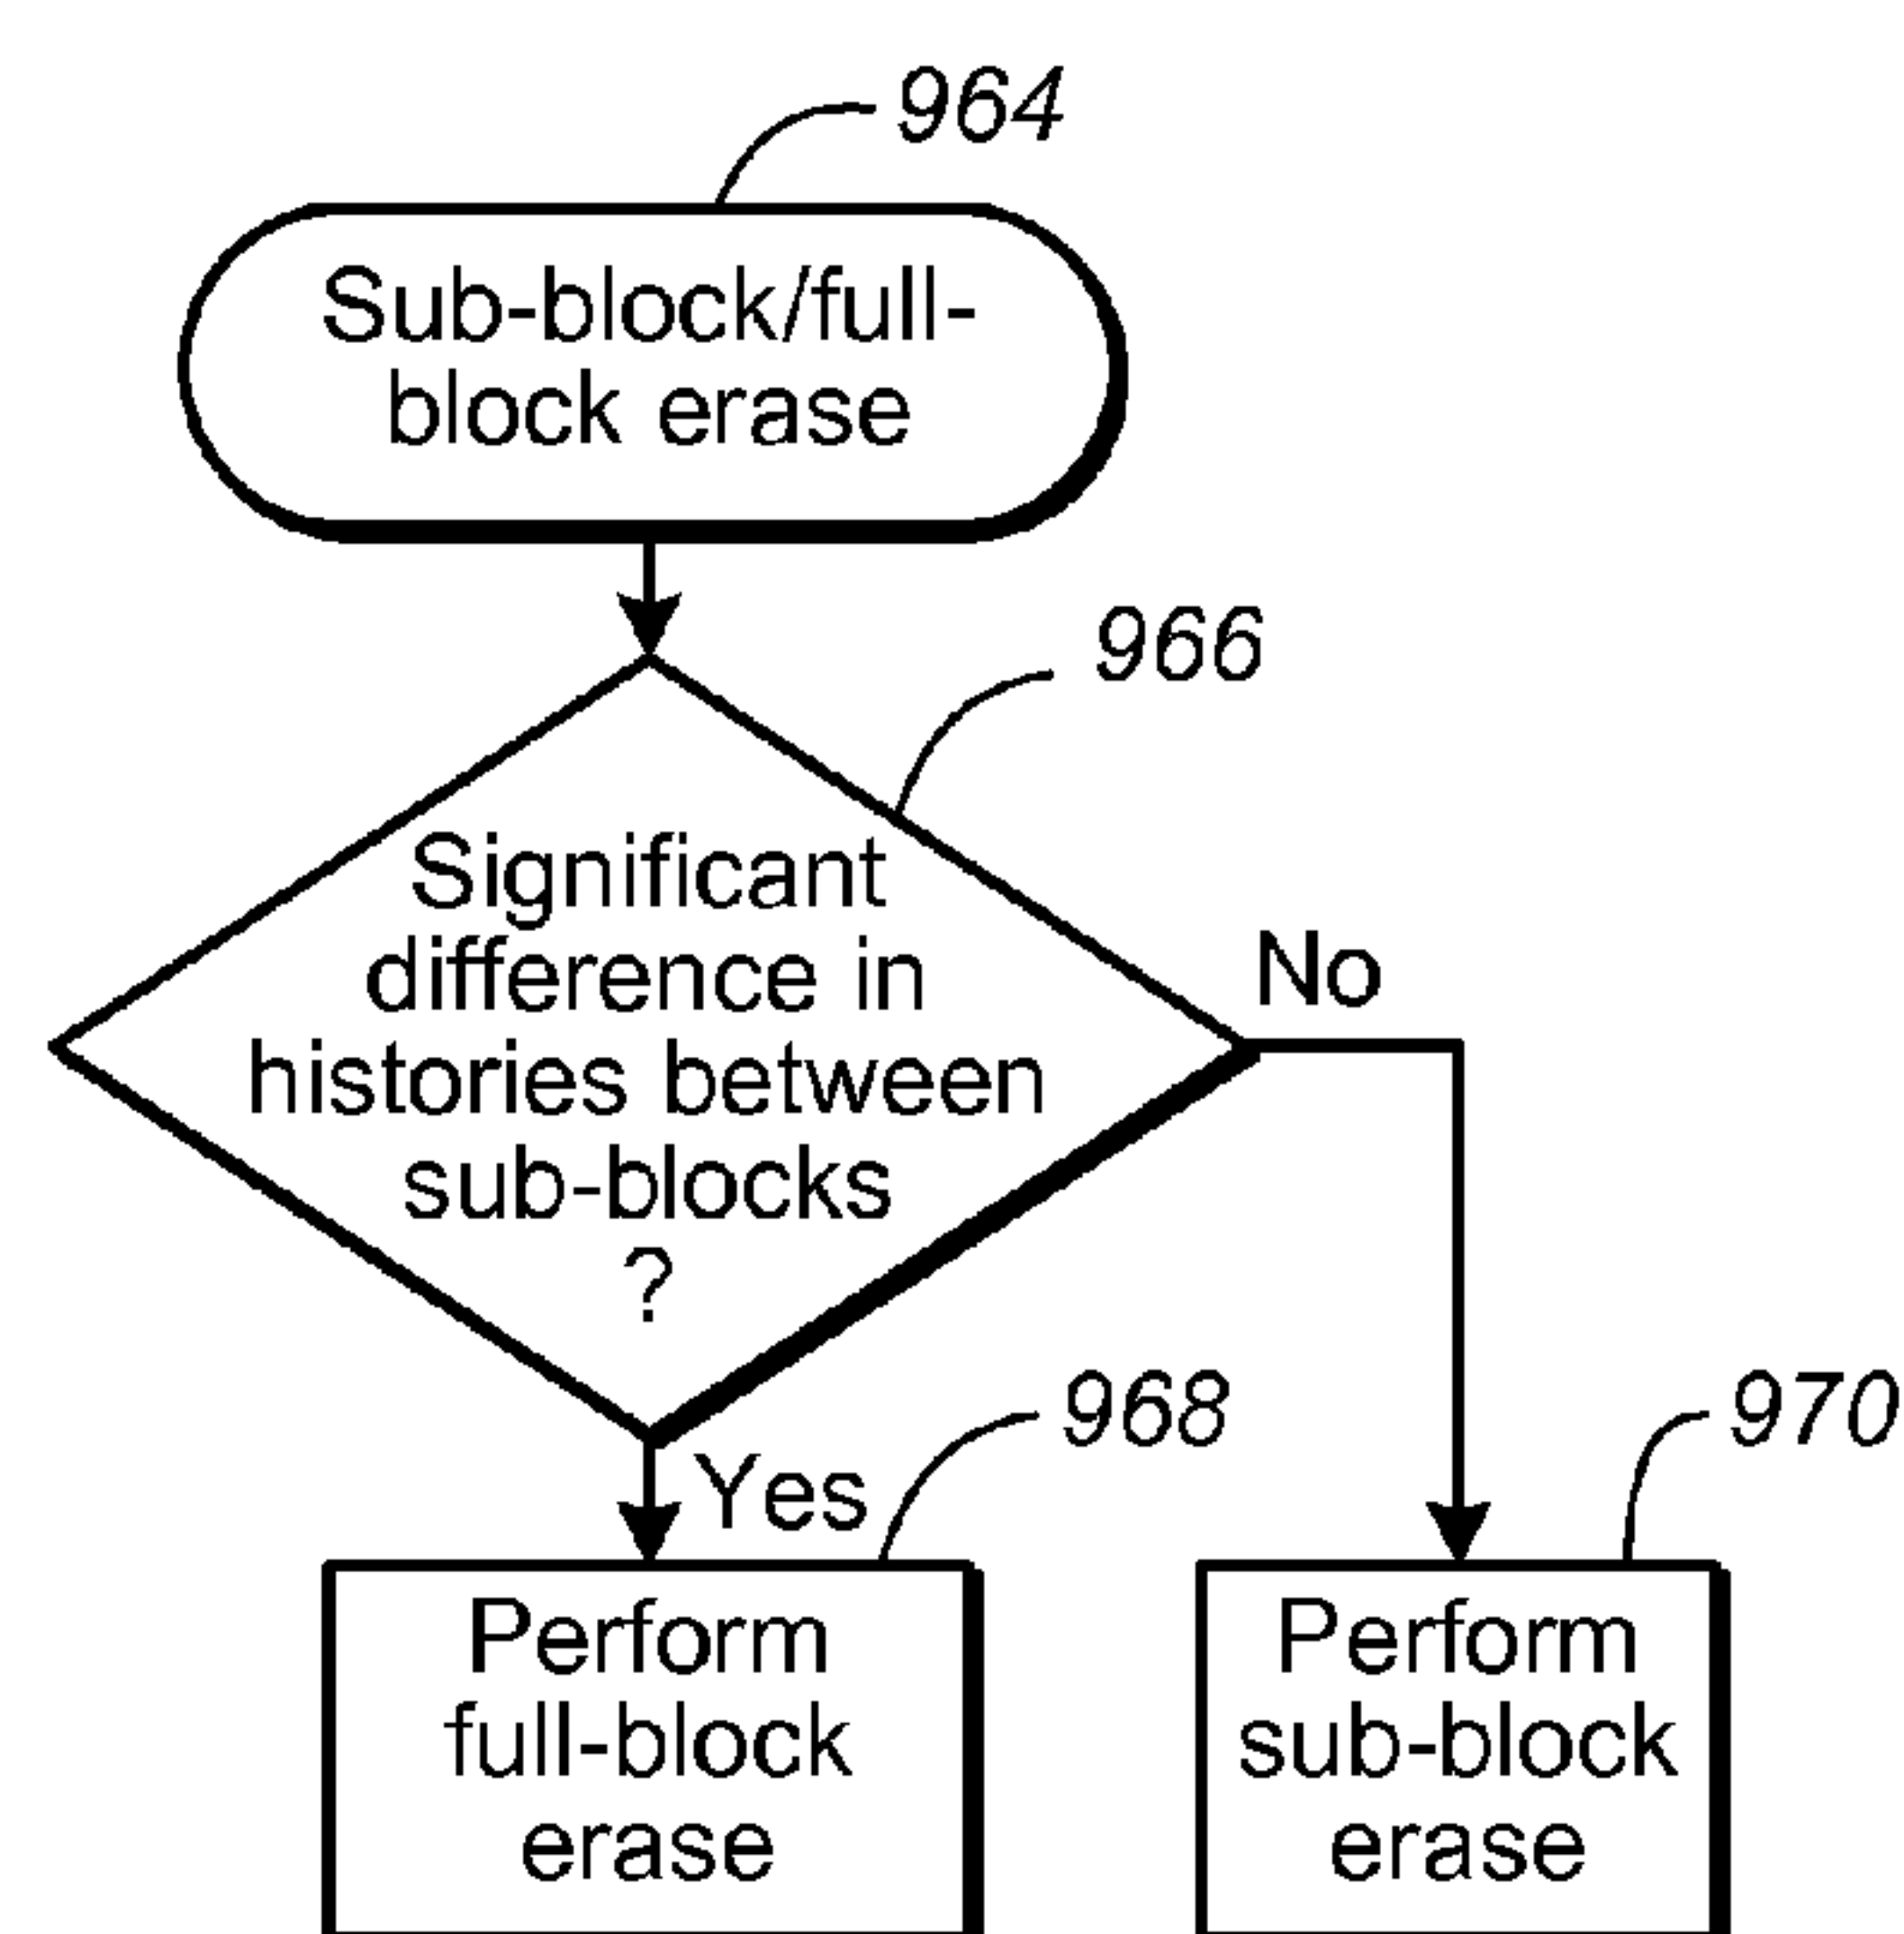 964
Sub-block/full-
block erase
966
Significant
difference in
histories between
sub-blocks
?
No
Yes
968
970
Perform
full-block
erase
Perform
sub-block
erase